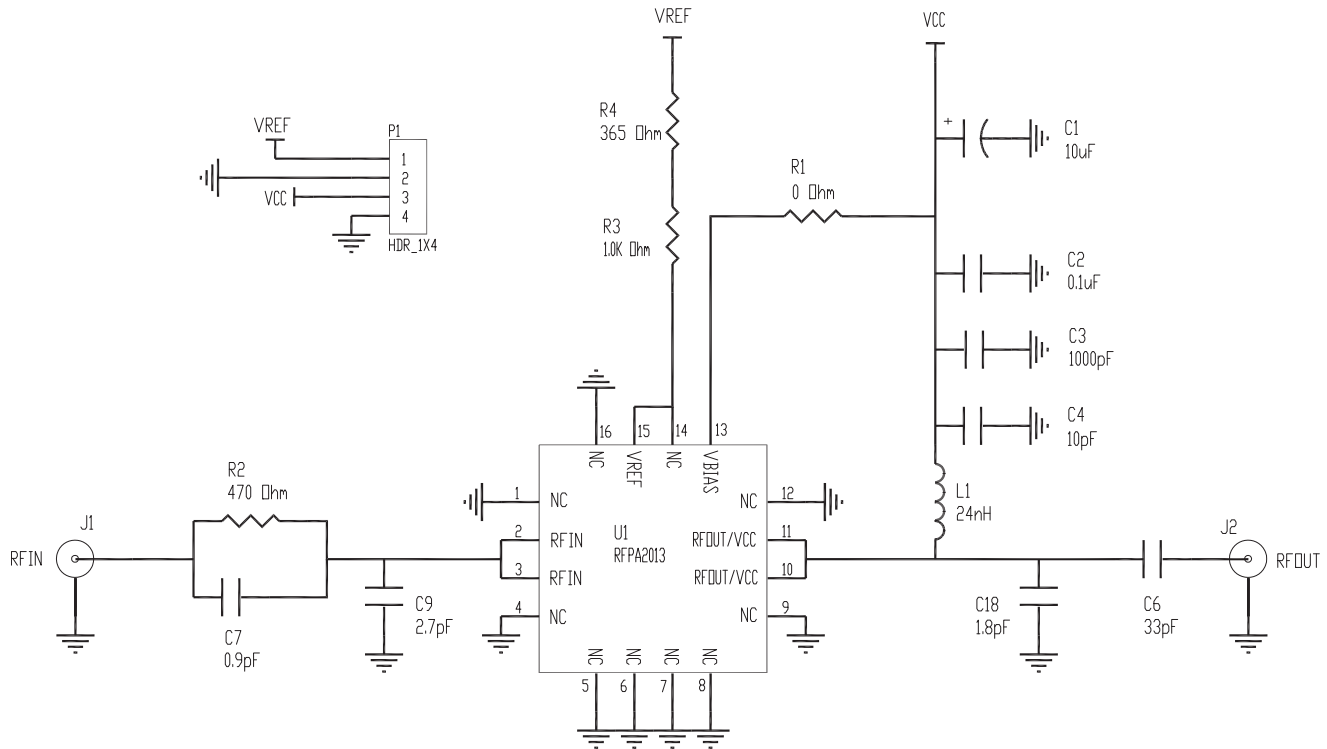 VREF
VCC
R4
365 Ohm
C1
10uF
+
P1
VREF
1
2
VCC
3
4
HDR_1X4
R1
0 Ohm
R3
1.0K Ohm
C2
0.1uF
C3
1000pF
C4
10pF
16
15
14
13
NC
VREF
NC
VBIAS
R2
470 Ohm
1
NC
NC
12
L1
24nH
J1
RFIN
2
RFIN
U1
RFPA2013
RFOUT/VCC
11
J2
RFOUT
3
RFIN
RFOUT/VCC
10
C7
0.9pF
C9
2.7pF
4
NC
NC
9
C18
1.8pF
C6
33pF
NC
NC
NC
NC
5
6
7
8